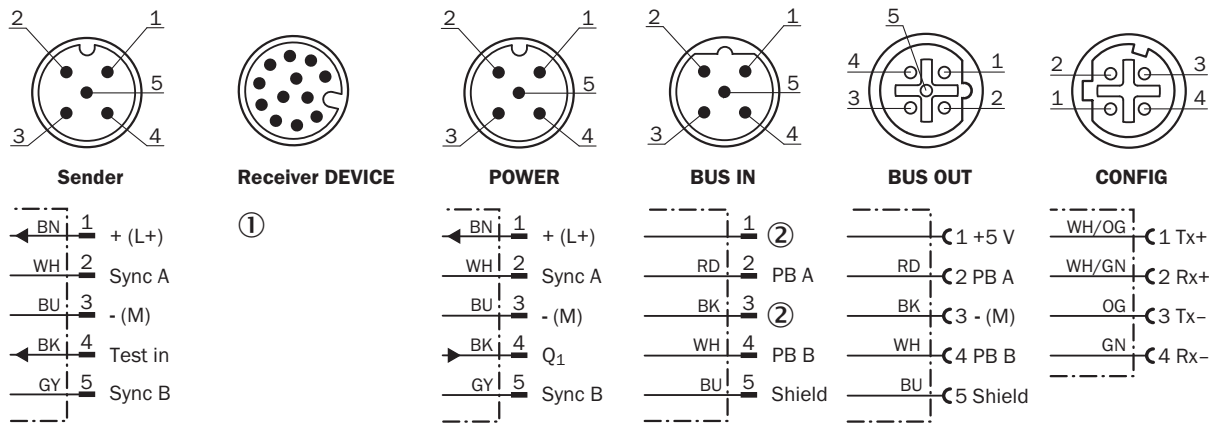 2 1 5 3 4
2 1 5 3 4
2 1 5 3 4
5 4 1 3 2
2 3 1 4
Sender
Receiver DEVICE
POWER
BUS IN
BUS OUT
CONFIG
BN 1 + (L+)
WH 2 Sync A
BU 3 - (M)
BK 4 Test in
GY 5 Sync B
①
BN 1 + (L+)
WH 2 Sync A
BU 3 - (M)
BK 4 Q1
GY 5 Sync B
1 ②
RD 2 PB A
BK 3 ②
WH 4 PB B
BU 5 Shield
1 +5 V
RD 2 PB A
BK 3 - (M)
WH 4 PB B
BU 5 Shield
WH/OG 1 Tx+
WH/GN 2 Rx+
OG 3 Tx–
GN 4 Rx–